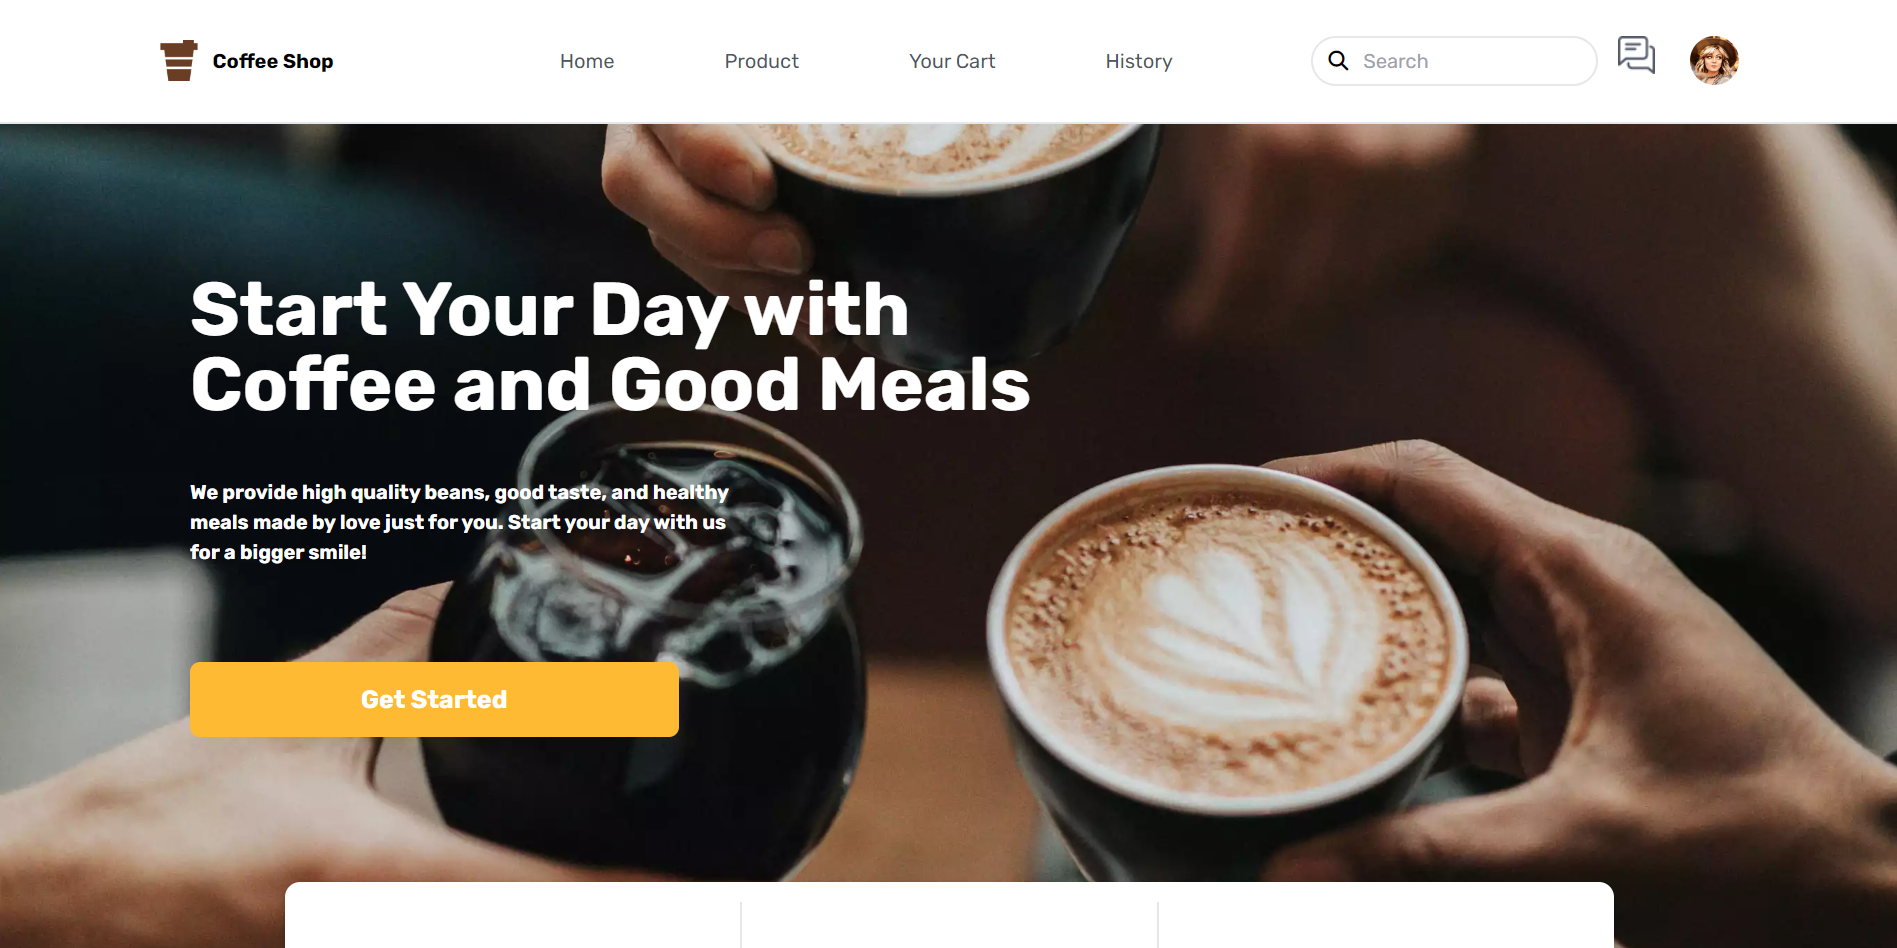 Coffee Shop
Home
Product
Your Cart
History
Search
Start Your Day with
Coffee and Good Meals
We provide high quality beans, good taste, and healthy
meals made by love just for you. Start your day with us
for a bigger smile!
Get Started